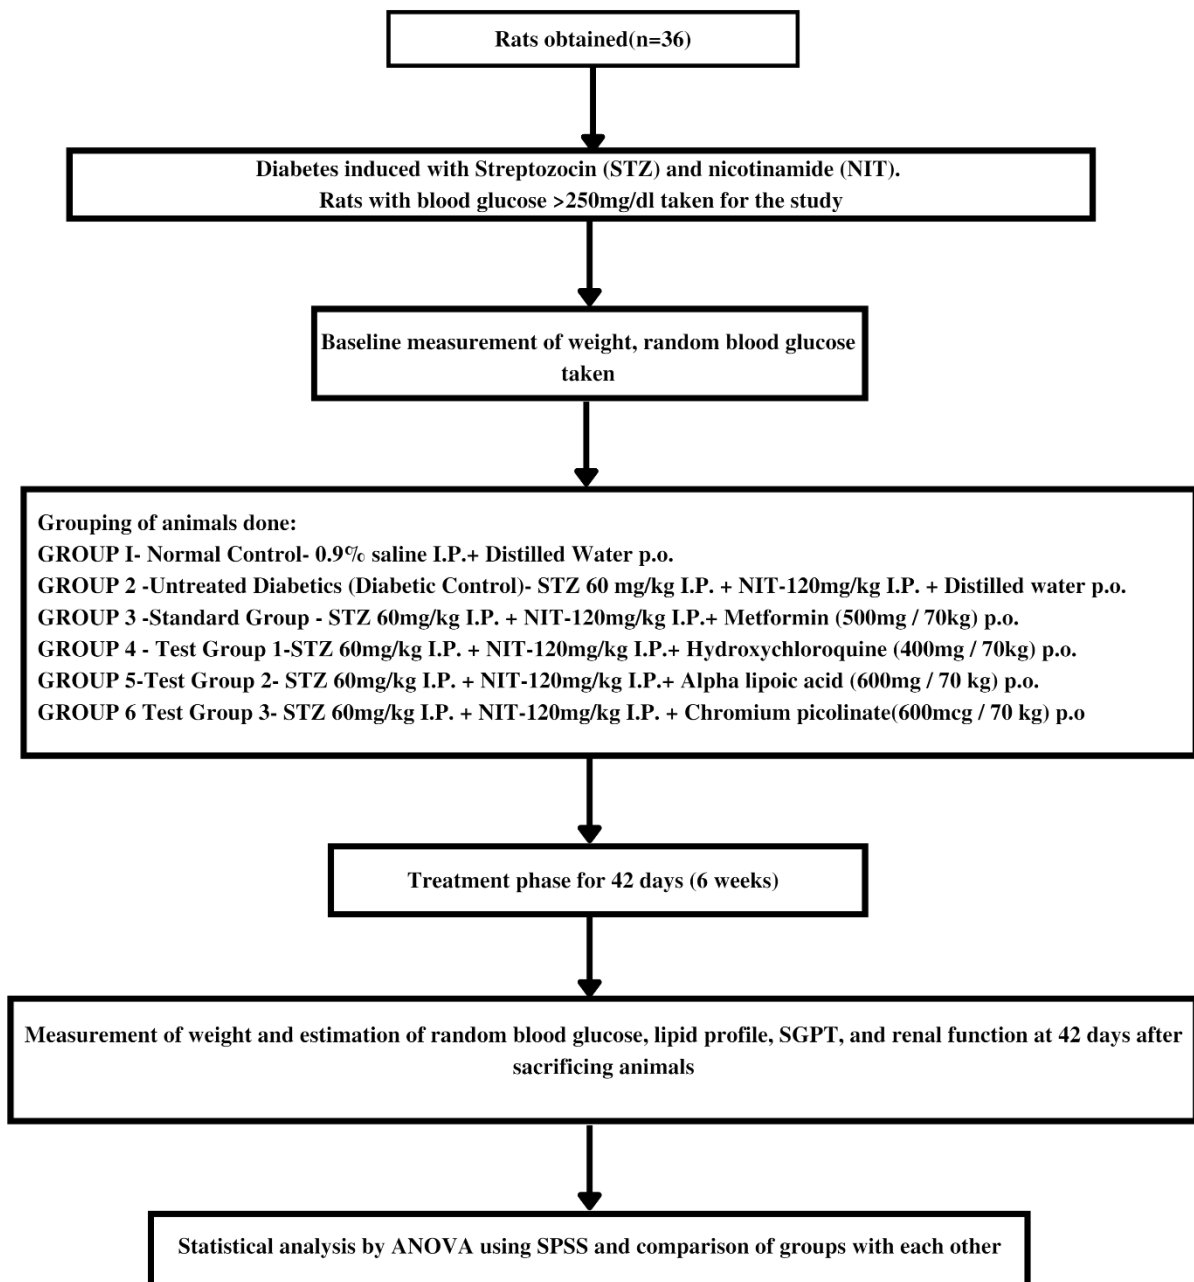 Rats obtained(n=36)
Diabetes induced with Streptozocin (STZ) and nicotinamide (NIT).
Rats with blood glucose >250mg/dl taken for the study
Baseline measurement of weight, random blood glucose
taken
Grouping of animals done:
GROUP I- Normal Control- 0.9% saline I.P.+ Distilled Water p.o.
GROUP 2 -Untreated Diabetics (Diabetic Control)- STZ 60 mg/kg I.P. + NIT-120mg/kg I.P. + Distilled water p.o.
GROUP 3 -Standard Group - STZ 60mg/kg I.P. + NIT-120mg/kg I.P.+ Metformin (500mg / 70kg) p.o.
GROUP 4 - Test Group 1-STZ 60mg/kg I.P. + NIT-120mg/kg I.P.+ Hydroxychloroquine (400mg / 70kg) p.o.
GROUP 5-Test Group 2- STZ 60mg/kg I.P. + NIT-120mg/kg I.P.+ Alpha lipoic acid (600mg / 70 kg) p.o.
GROUP 6 Test Group 3- STZ 60mg/kg I.P. + NIT-120mg/kg I.P. + Chromium picolinate(600mcg / 70 kg) p.o
Treatment phase for 42 days (6 weeks)
Measurement of weight and estimation of random blood glucose, lipid profile, SGPT, and renal function at 42 days after
sacrificing animals
Statistical analysis by ANOVA using SPSS and comparison of groups with each other